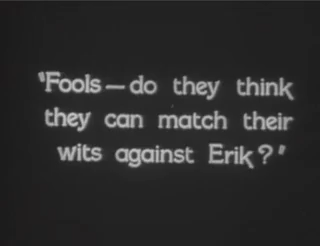 "Fools — do they think
they can match their
wits against Erik?"